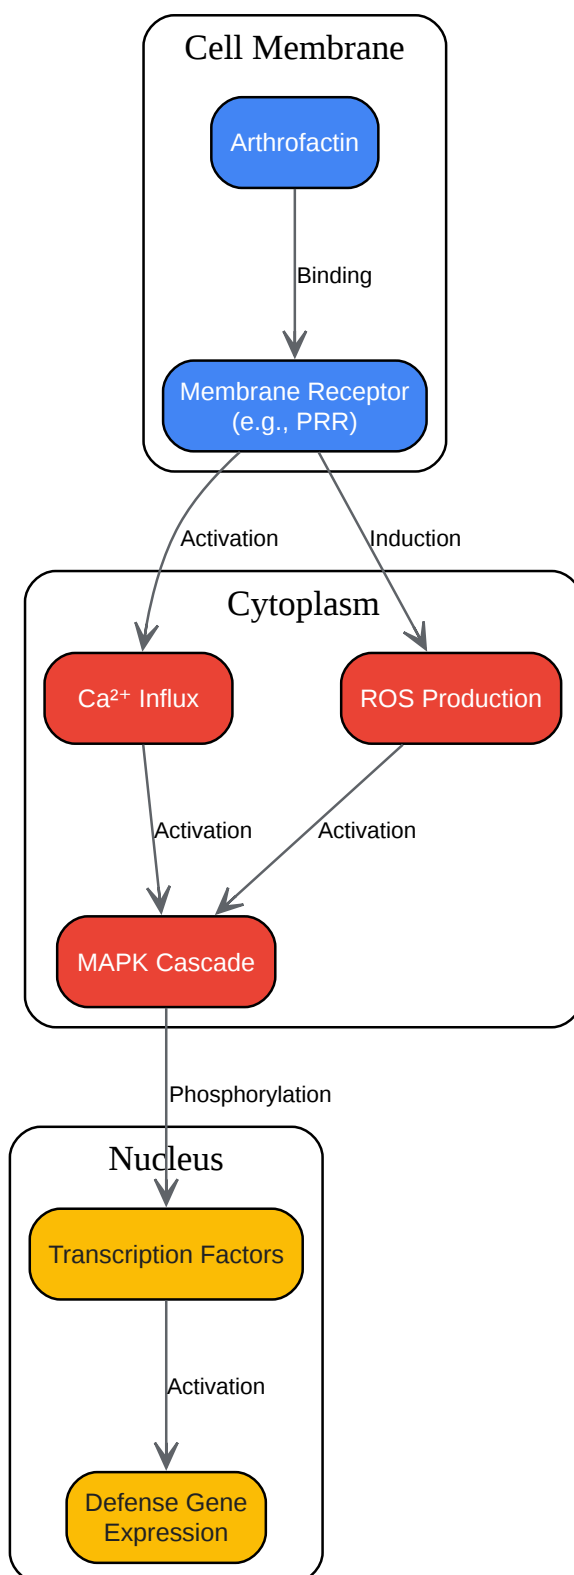 Cell Membrane
Arthrofactin
Binding
Membrane Receptor
(e.g., PRR)
Activation
Induction
Cytoplasm
Ca²⁺ Influx
ROS Production
Activation
Activation
MAPK Cascade
Phosphorylation
Nucleus
Transcription Factors
Activation
Defense Gene
Expression